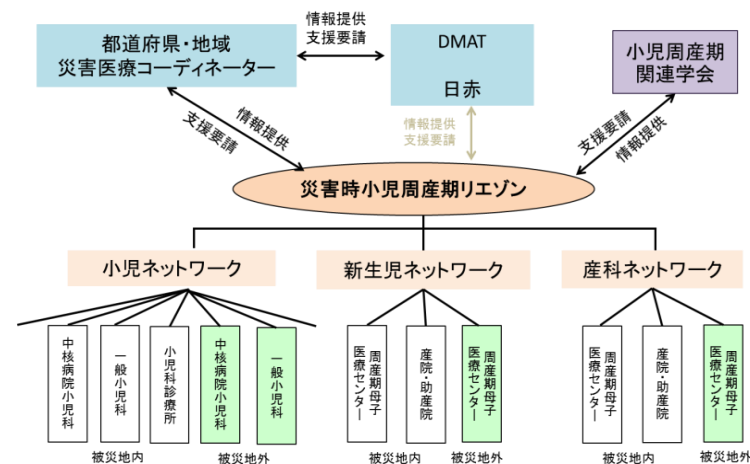 都道府県・地域
災害医療コーディネーター
情報提供
支援要請
DMAT
日赤
小児周産期
関連学会
情報提供
支援要請
情報提供
支援要請
支援要請
情報提供
災害時小児周産期リエゾン
小児ネットワーク
新生児ネットワーク
産科ネットワーク
中核病院小児科
一般小児科
小児科診療所
中核病院小児科
一般小児科
周産期母子
医療センター
産院・助産院
周産期母子
医療センター
周産期母子
医療センター
産院・助産院
周産期母子
医療センター
被災地内
被災地外
被災地内
被災地外
被災地内
被災地外